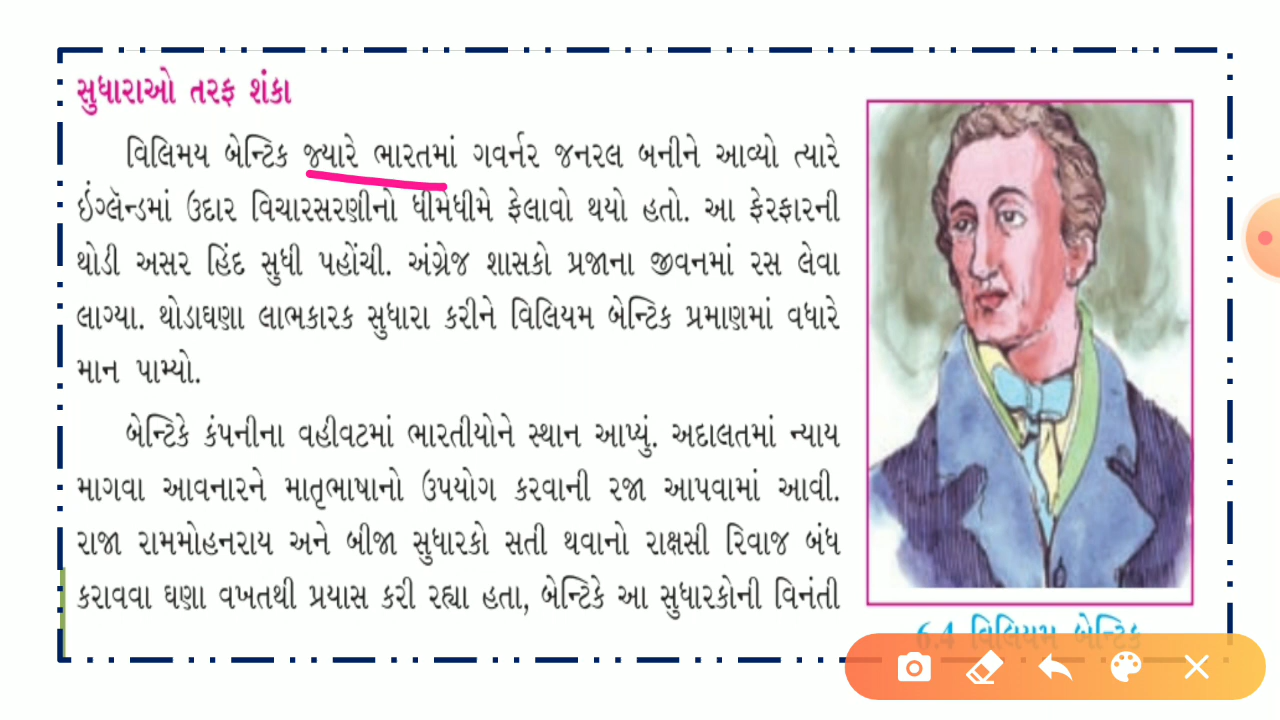 સુધારાઓ તરફ શંકા
વિલિમય બેન્ટિક જ્યારે ભારતમાં ગવર્નર જનરલ બનીને આવ્યો ત્યારે
ઇંગ્લૅન્ડમાં ઉદાર વિચારસરણીનો ધીમેધીમે ફેલાવો થયો હતો. આ ફેરફારની
થોડી અસર હિંદ સુધી પહોંચી. અંગ્રેજ શાસકો પ્રજાના જીવનમાં રસ લેવા
લાગ્યા. થોડાઘણા લાભકારક સુધારા કરીને વિલિયમ બેન્ટિક પ્રમાણમાં વધારે
માન પામ્યો.
બેન્ટિકે કંપનીના વહીવટમાં ભારતીયોને સ્થાન આપ્યું. અદાલતમાં ન્યાય
માગવા આવનારને માતૃભાષાનો ઉપયોગ કરવાની રજા આપવામાં આવી.
રાજા રામમોહનરાય અને બીજા સુધારકો સતી થવાનો રાક્ષસી રિવાજ બંધ
કરાવવા ઘણા વખતથી પ્રયાસ કરી રહ્યા હતા, બેન્ટિકે આ સુધારકોની વિનંતી
6.4 વિલિયમ બેન્ટિક